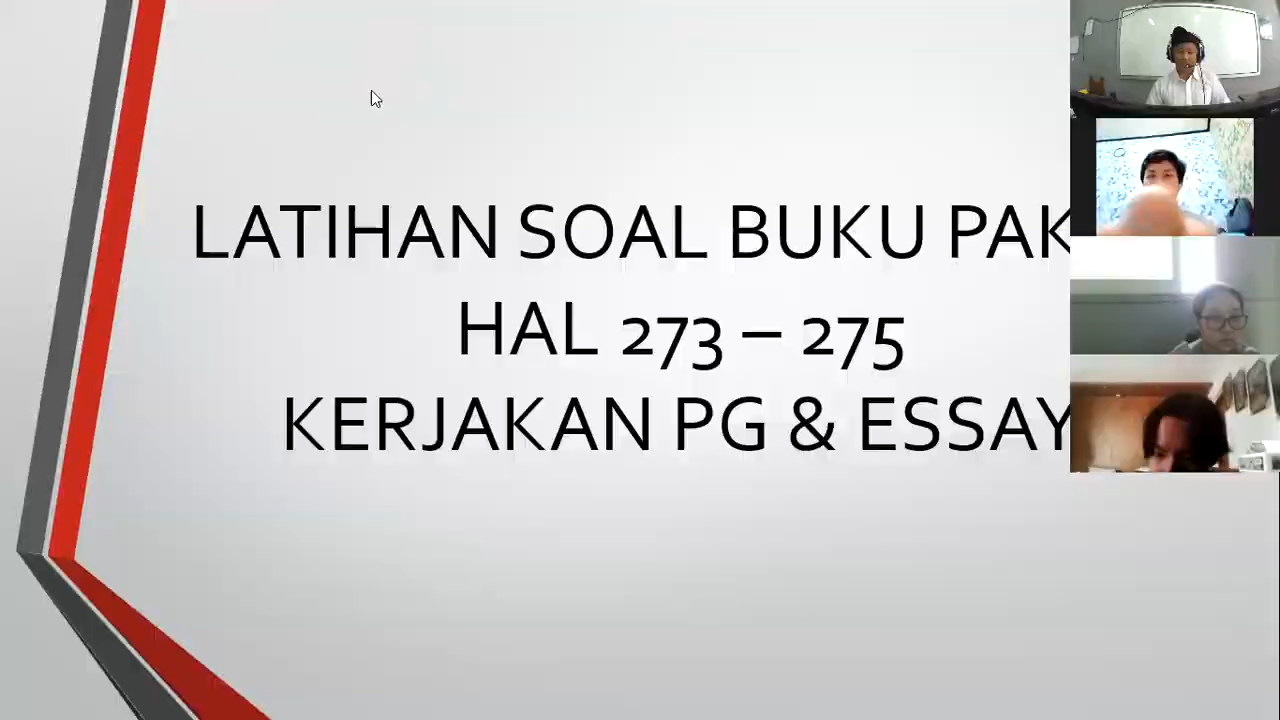 LATIHAN SOAL BUKU PAK
HAL 273 – 275
KERJAKAN PG & ESSAY